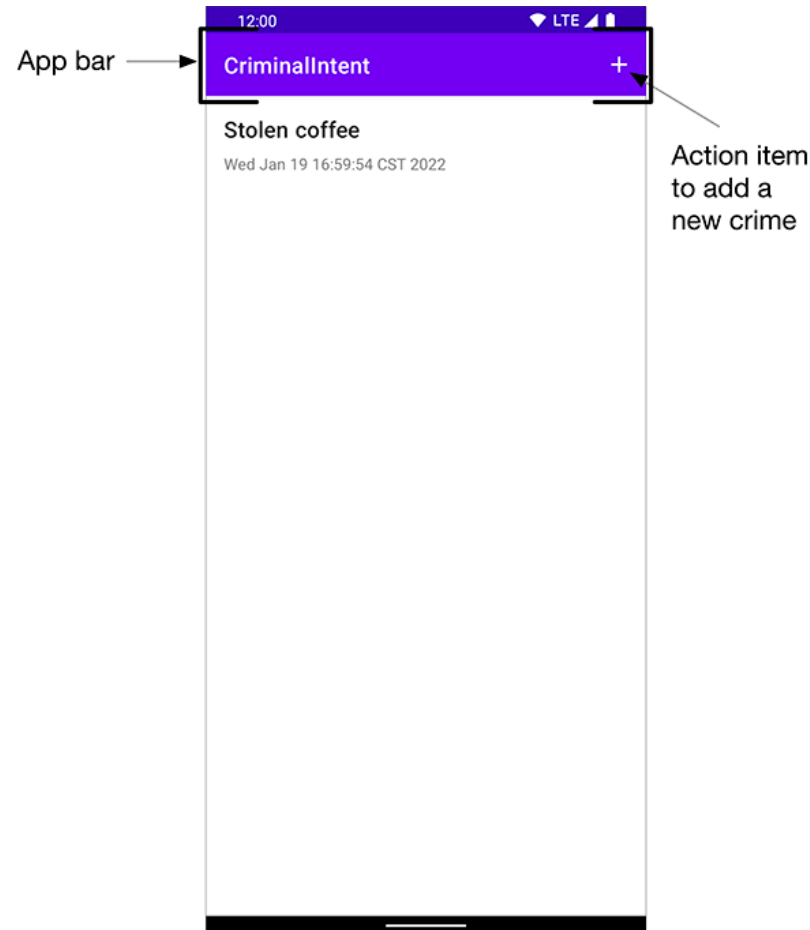 12:00
LTE
App bar
CriminalIntent
+
Stolen coffee
Wed Jan 19 16:59:54 CST 2022
Action item
to add a
new crime